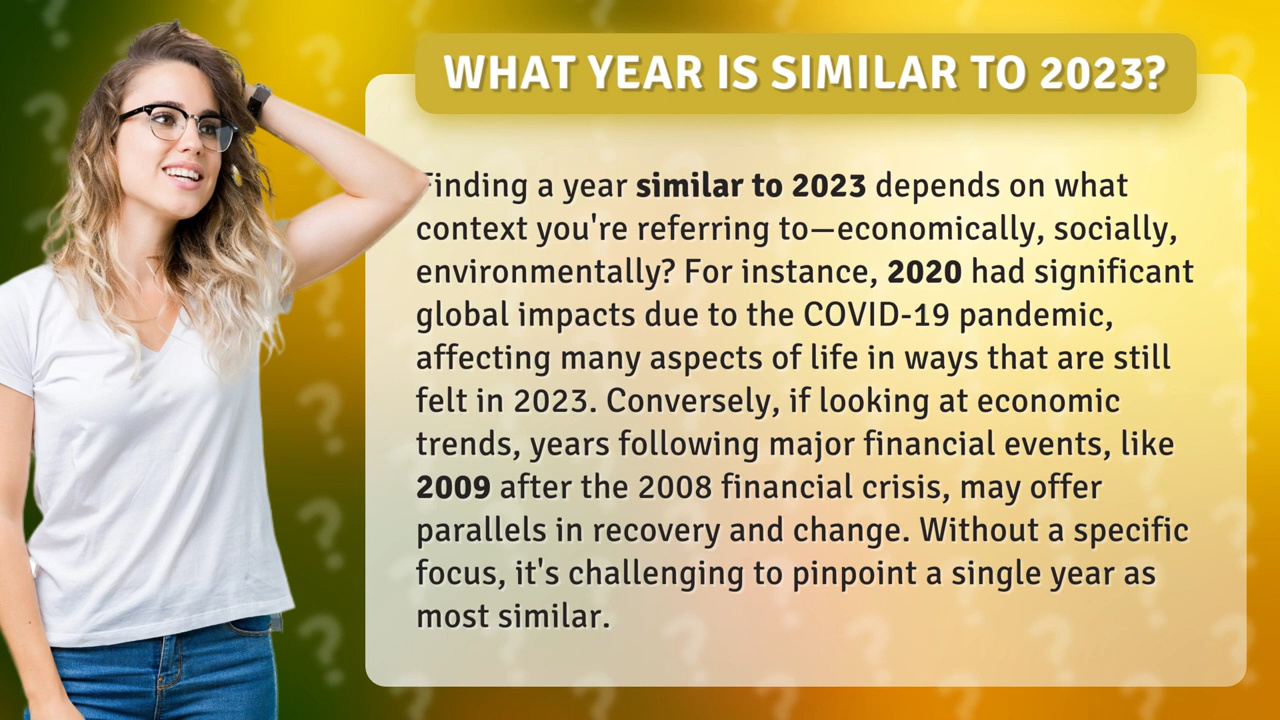 WHAT YEAR IS SIMILAR TO 2023?
Finding a year similar to 2023 depends on what
context you're referring to—economically, socially,
environmentally? For instance, 2020 had significant
global impacts due to the COVID-19 pandemic,
affecting many aspects of life in ways that are still
felt in 2023. Conversely, if looking at economic
trends, years following major financial events, like
2009 after the 2008 financial crisis, may offer
parallels in recovery and change. Without a specific
focus, it's challenging to pinpoint a single year as
most similar.